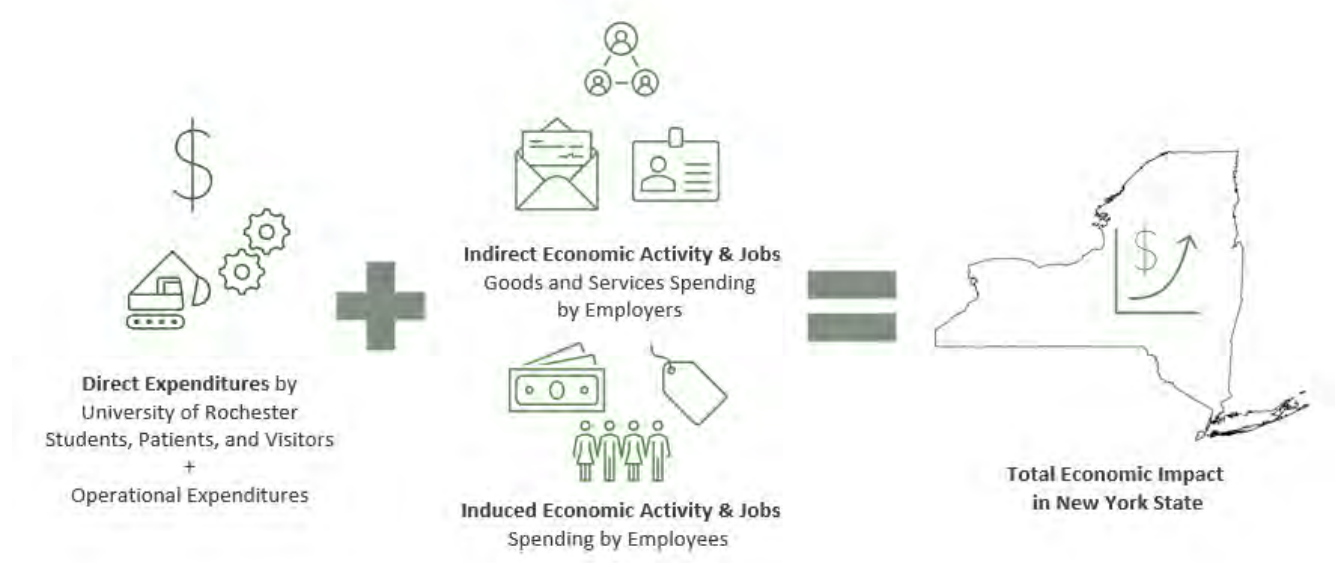 Direct Expenditures by
University of Rochester
Students, Patients, and Visitors
+
Operational Expenditures
Indirect Economic Activity & Jobs
Goods and Services Spending
by Employers
Induced Economic Activity & Jobs
Spending by Employees
Total Economic Impact
in New York State